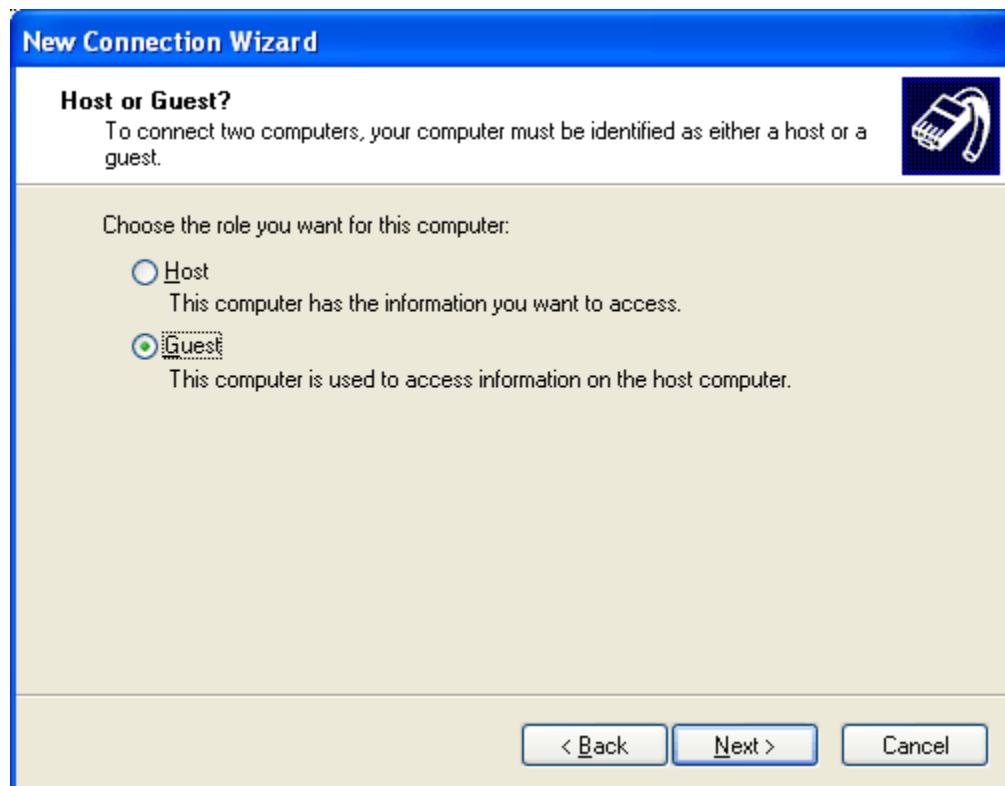 New Connection Wizard
Host or Guest?
To connect two computers, your computer must be identified as either a host or a
guest.
Choose the role you want for this computer:
Host
This computer has the information you want to access.
Guest
This computer is used to access information on the host computer.
< Back
Next >
Cancel